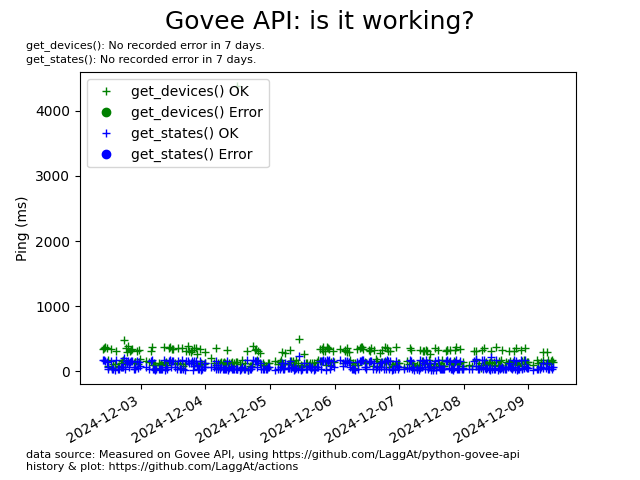 Govee API: is it working?
get_devices(): No recorded error in 7 days.
get_states(): No recorded error in 7 days.
get_devices() OK
get_devices() Error
get_states() OK
get_states() Error
Ping (ms)
4000
3000
2000
1000
0
2024-12-03
2024-12-04
2024-12-05
2024-12-06
2024-12-07
2024-12-08
2024-12-09
data source: Measured on Govee API, using https://github.com/LaggAt/python-govee-api
history & plot: https://github.com/LaggAt/actions